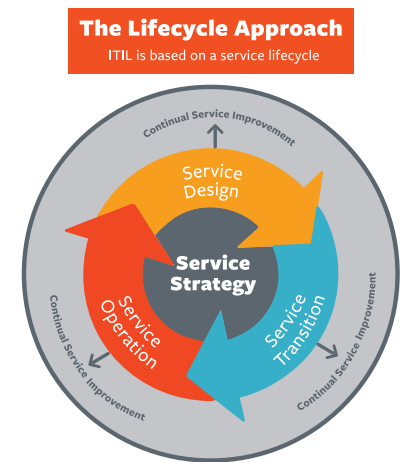 The Lifecycle Approach
ITIL is based on a service lifecycle
Continual Service Improvement
Service
Design
Service
Strategy
Service
Operation
Service
Transition
Continual Service Improvement
Continual Service Improvement